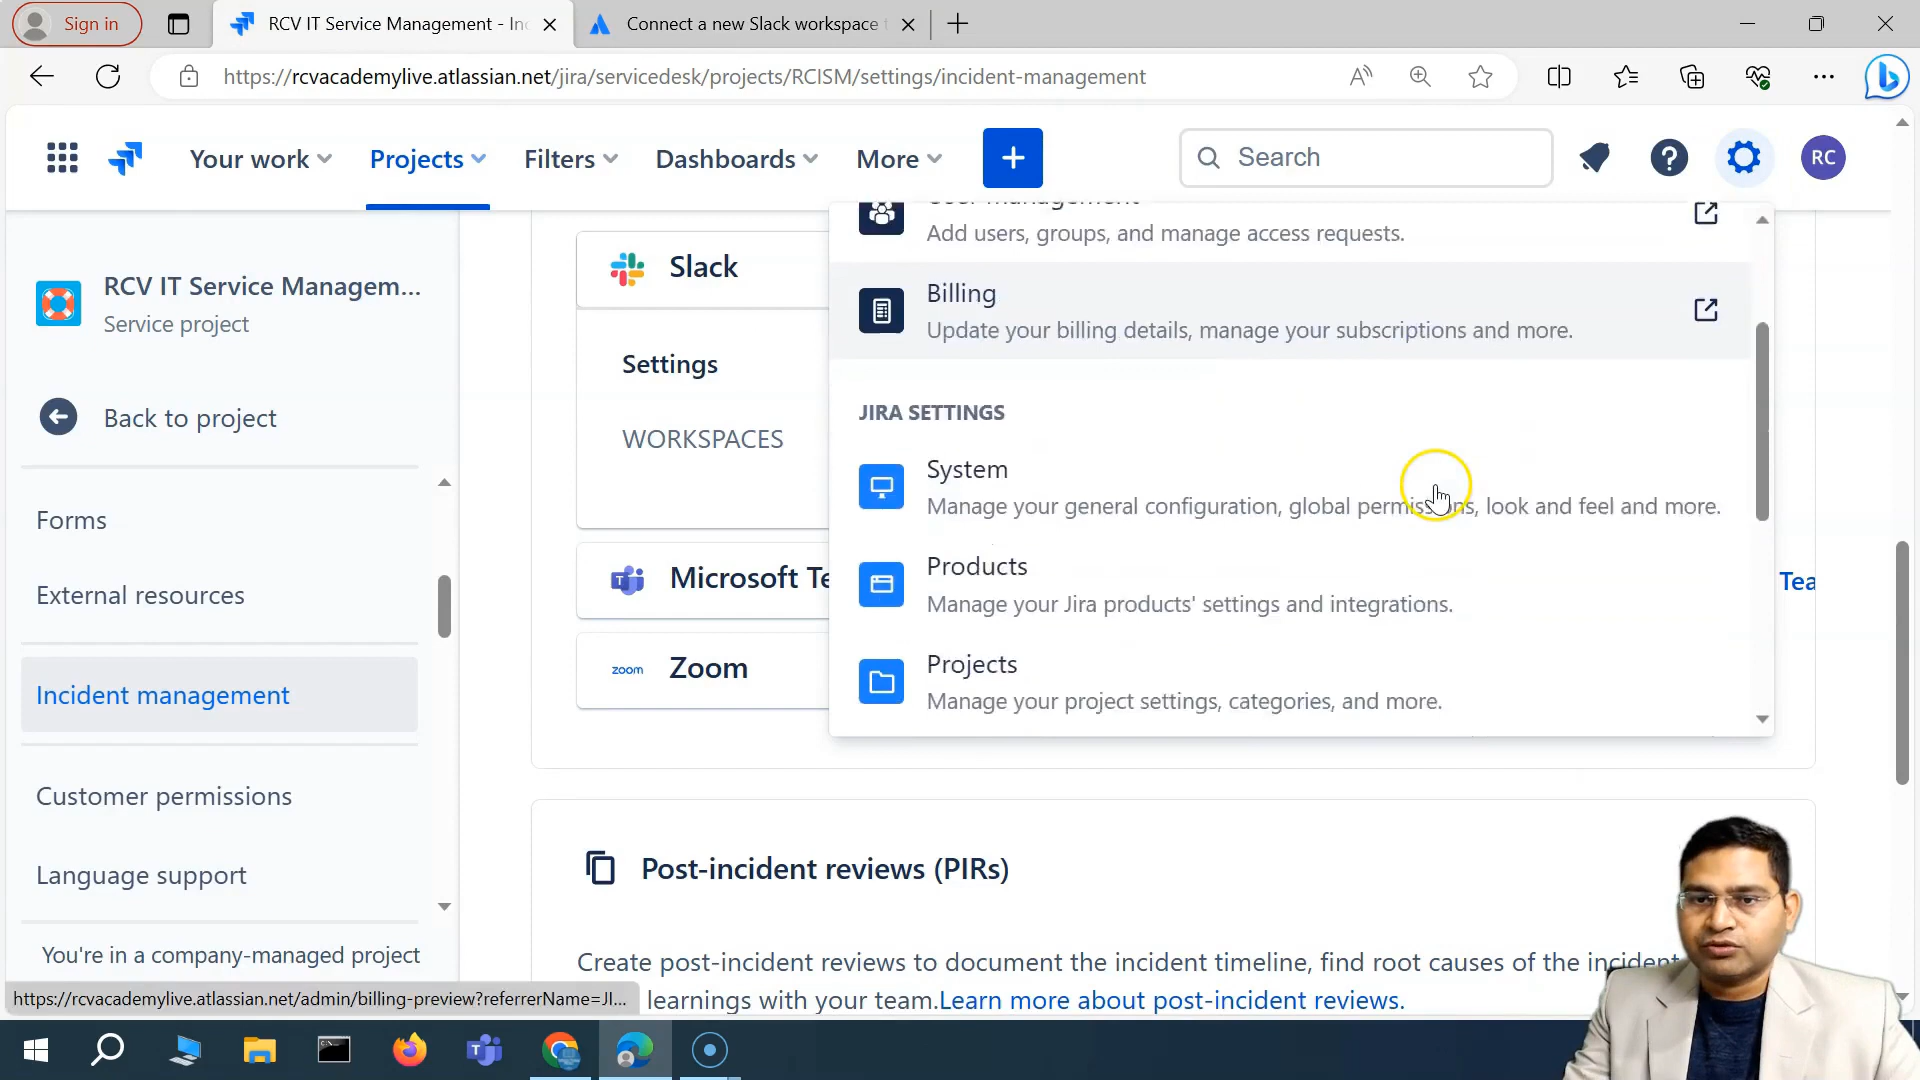 Sign in
RCV IT Service Management - Inc
Connect a new Slack workspace t
https://rcvacademylive.atlassian.net/jira/servicedesk/projects/RCISM/settings/incident-management
Your work
Projects
Filters
Dashboards
More
Search
RC
RCV IT Service Managem...
Service project
Back to project
Forms
External resources
Incident management
Customer permissions
Language support
You're in a company-managed project
Slack
Settings
WORKSPACES
Microsoft Te
Tea
zoom
Zoom
User management
Add users, groups, and manage access requests.
Billing
Update your billing details, manage your subscriptions and more.
JIRA SETTINGS
System
Manage your general configuration, global permissions, look and feel and more.
Products
Manage your Jira products' settings and integrations.
Projects
Manage your project settings, categories, and more.
Post-incident reviews (PIRs)
Create post-incident reviews to document the incident timeline, find root causes of the incident
learnings with your team. Learn more about post-incident reviews.
https://rcvacademylive.atlassian.net/admin/billing-preview?referrerName=JI...